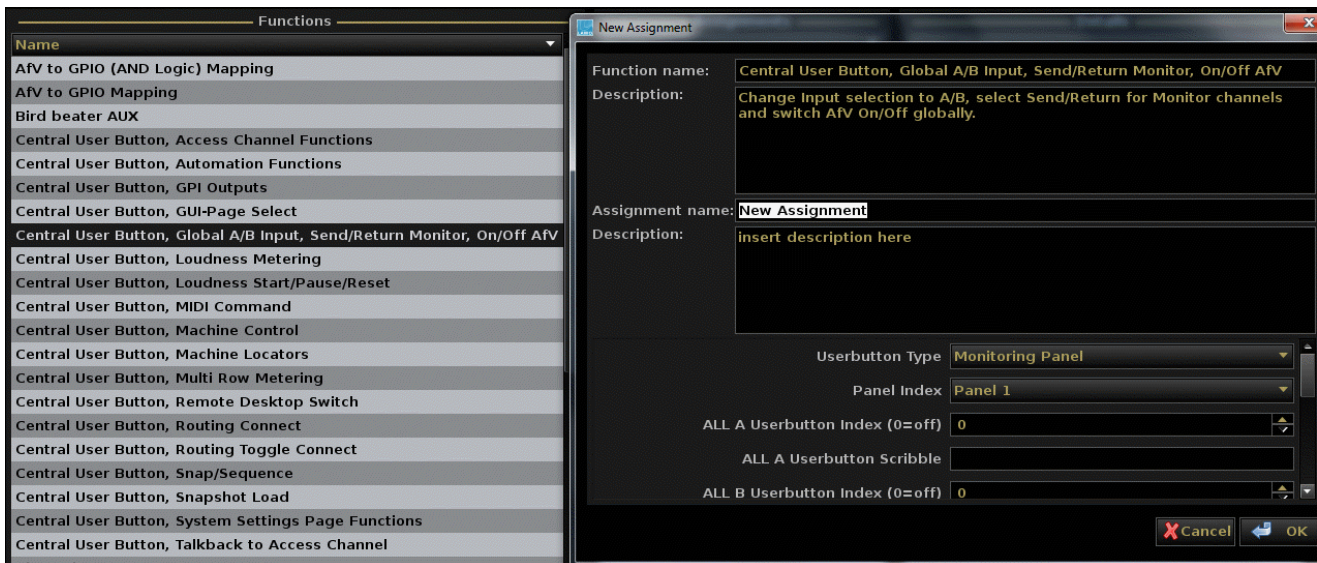 Functions
Name
AfV to GPIO (AND Logic) Mapping
AfV to GPIO Mapping
Bird beater AUX
Central User Button, Access Channel Functions
Central User Button, Automation Functions
Central User Button, GPI Outputs
Central User Button, GUI-Page Select
Central User Button, Global A/B Input, Send/Return Monitor, On/Off AfV
Central User Button, Loudness Metering
Central User Button, Loudness Start/Pause/Reset
Central User Button, MIDI Command
Central User Button, Machine Control
Central User Button, Machine Locators
Central User Button, Multi Row Metering
Central User Button, Remote Desktop Switch
Central User Button, Routing Connect
Central User Button, Routing Toggle Connect
Central User Button, Snap/Sequence
Central User Button, Snapshot Load
Central User Button, System Settings Page Functions
Central User Button, Talkback to Access Channel
New Assignment
Function name: Central User Button, Global A/B Input, Send/Return Monitor, On/Off AfV
Description: Change Input selection to A/B, select Send/Return for Monitor channels
and switch AfV On/Off globally.
Assignment name: New Assignment
Description: insert description here
Userbutton Type Monitoring Panel
Panel Index Panel 1
ALL A Userbutton Index (0=off) 0
ALL A Userbutton Scribble
ALL B Userbutton Index (0=off) 0
Cancel OK